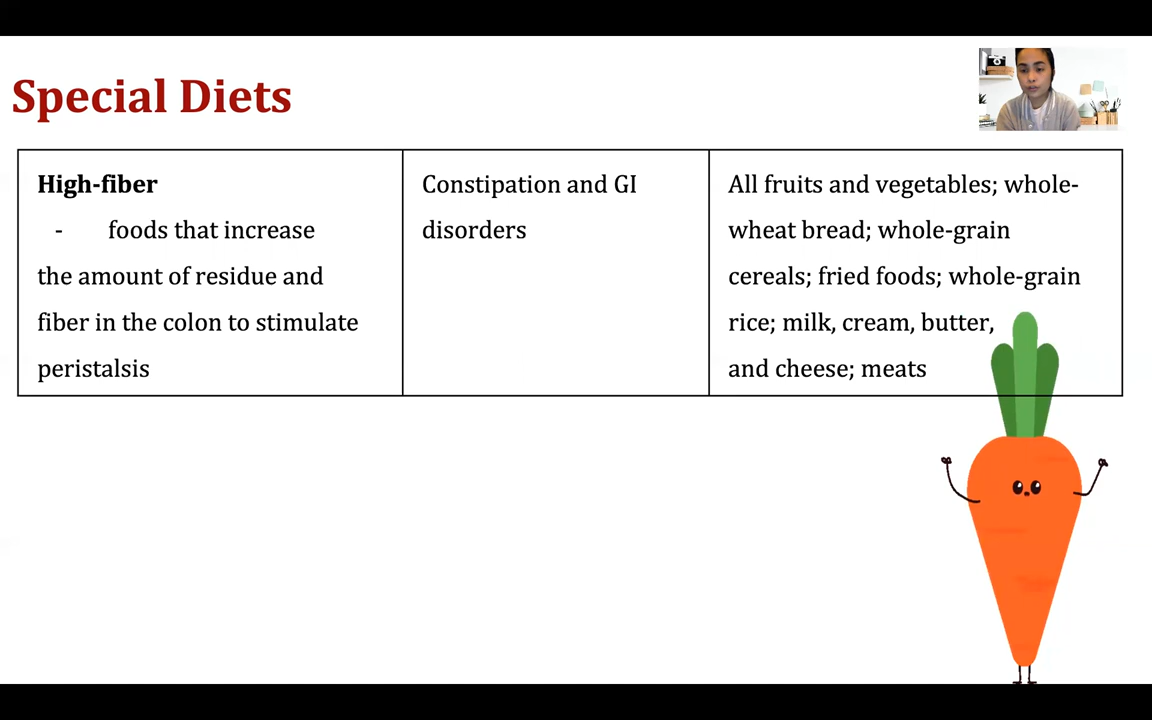 Special Diets
High-fiber
- foods that increase
the amount of residue and
fiber in the colon to stimulate
peristalsis
Constipation and GI
disorders
All fruits and vegetables; whole-
wheat bread; whole-grain
cereals; fried foods; whole-grain
rice; milk, cream, butter,
and cheese; meats